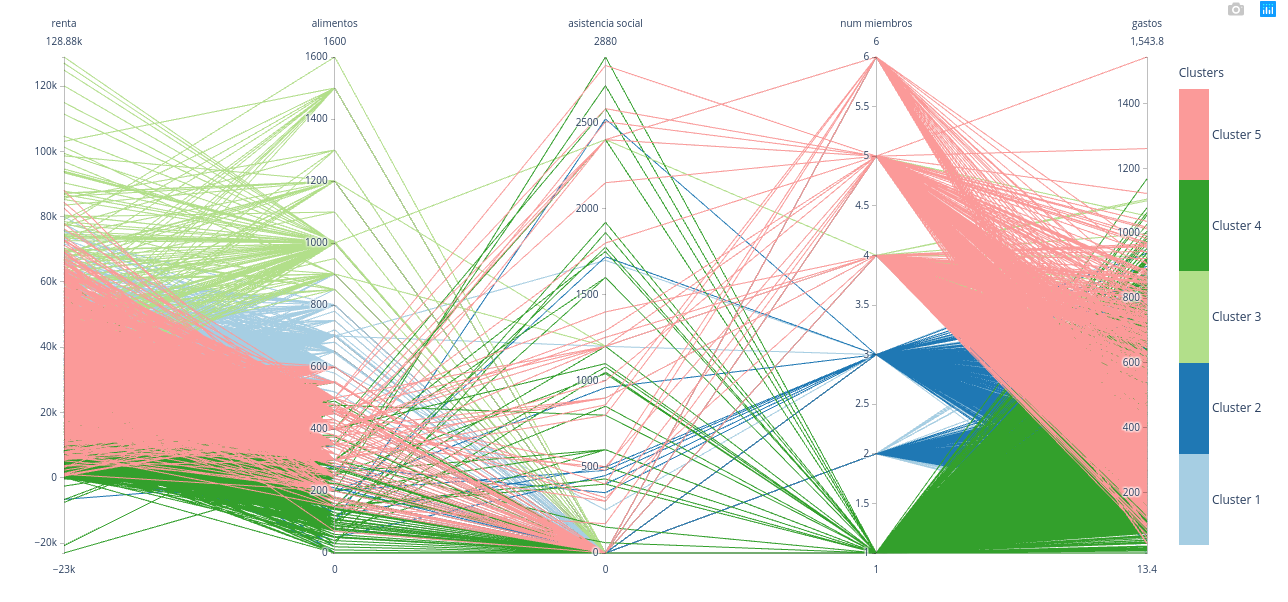 renta
alimentos
asistencia social
num miembros
gastos
128.88k
1600
2880
6
1,543.8
120k
100k
80k
60k
40k
20k
0
−20k
−23k
1600
1400
1200
1000
800
600
400
200
0
0
2500
2000
1500
1000
500
0
0
6
5.5
5
4.5
4
3.5
3
2.5
2
1.5
1
1
1400
1200
1000
800
600
400
200
13.4
Clusters
Cluster 5
Cluster 4
Cluster 3
Cluster 2
Cluster 1